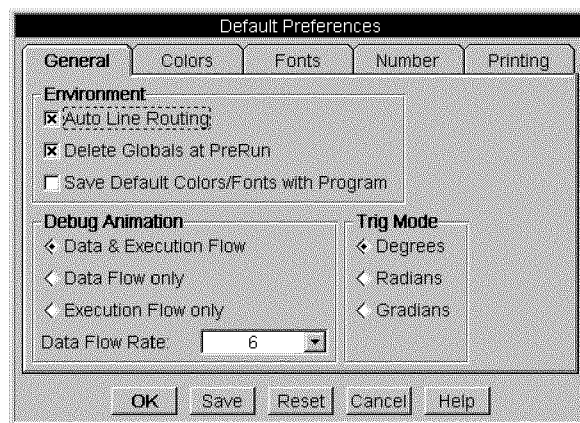 Default Preferences
General Colors Fonts Number Printing
Environment
Auto Line Routing
Delete Globals at PreRun
Save Default Colors/Fonts with Program
Debug Animation
Data & Execution Flow
Data Flow only
Execution Flow only
Data Flow Rate: 6
Trig Mode
Degrees
Radians
Gradians
OK Save Reset Cancel Help